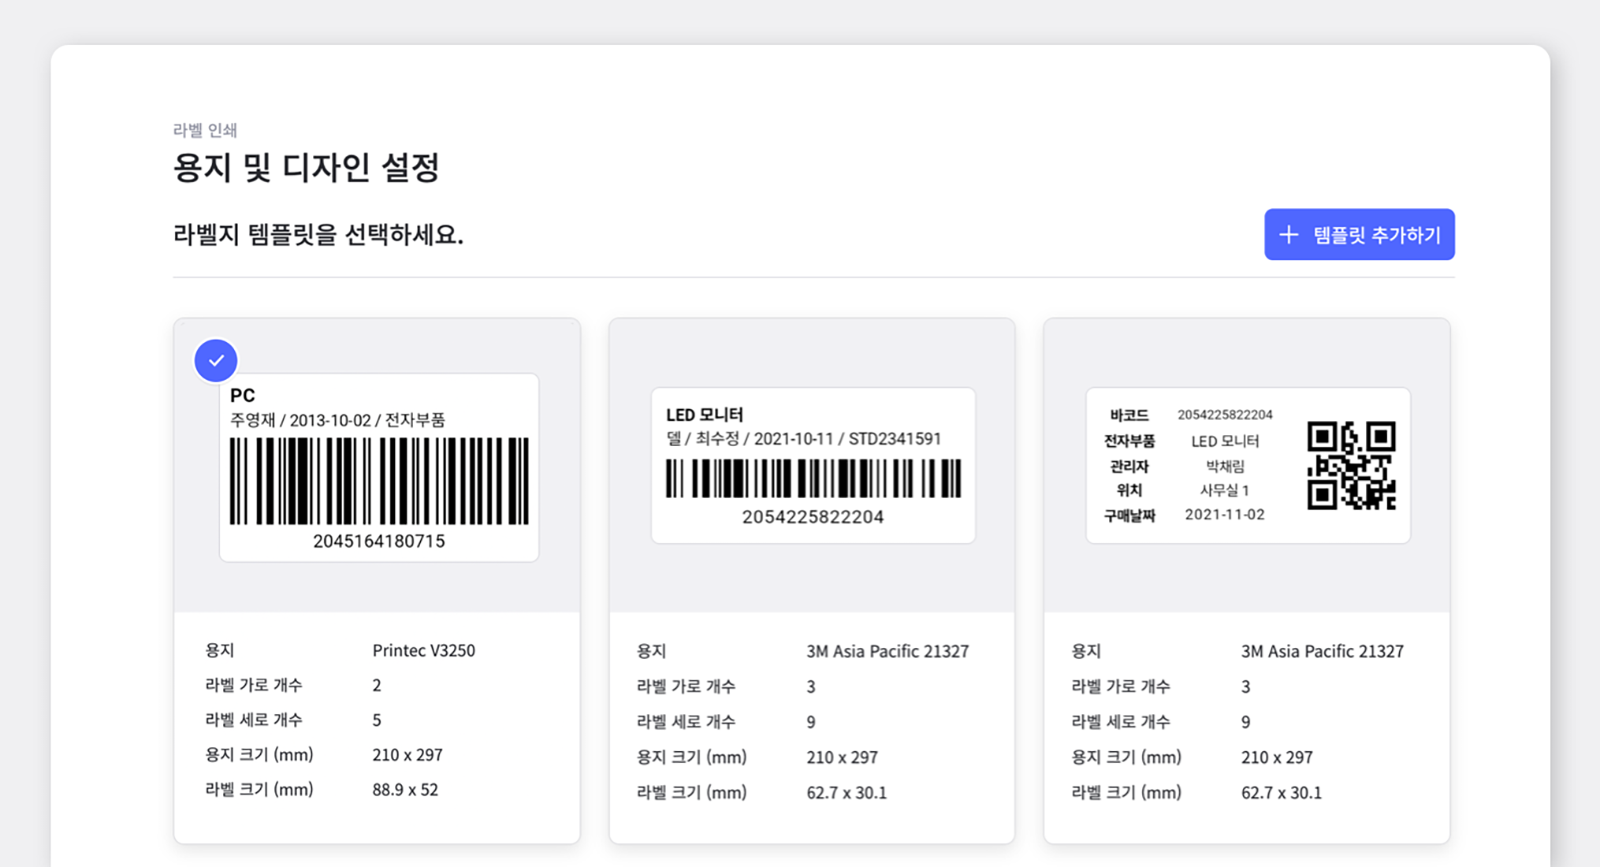 라벨 인쇄
용지 및 디자인 설정
라벨지 템플릿을 선택하세요.
템플릿 추가하기
PC
주영재 / 2013-10-02 / 전자부품
2045164180715
용지 Printec V3250
라벨 가로 개수 2
라벨 세로 개수 5
용지 크기 (mm) 210 x 297
라벨 크기 (mm) 88.9 x 52
LED 모니터
델 / 최수정 / 2021-10-11 / STD2341591
2054225822204
용지 3M Asia Pacific 21327
라벨 가로 개수 3
라벨 세로 개수 9
용지 크기 (mm) 210 x 297
라벨 크기 (mm) 62.7 x 30.1
바코드 2054225822204
전자부품 LED 모니터
관리자 박채림
위치 사무실 1
구매날짜 2021-11-02
용지 3M Asia Pacific 21327
라벨 가로 개수 3
라벨 세로 개수 9
용지 크기 (mm) 210 x 297
라벨 크기 (mm) 62.7 x 30.1